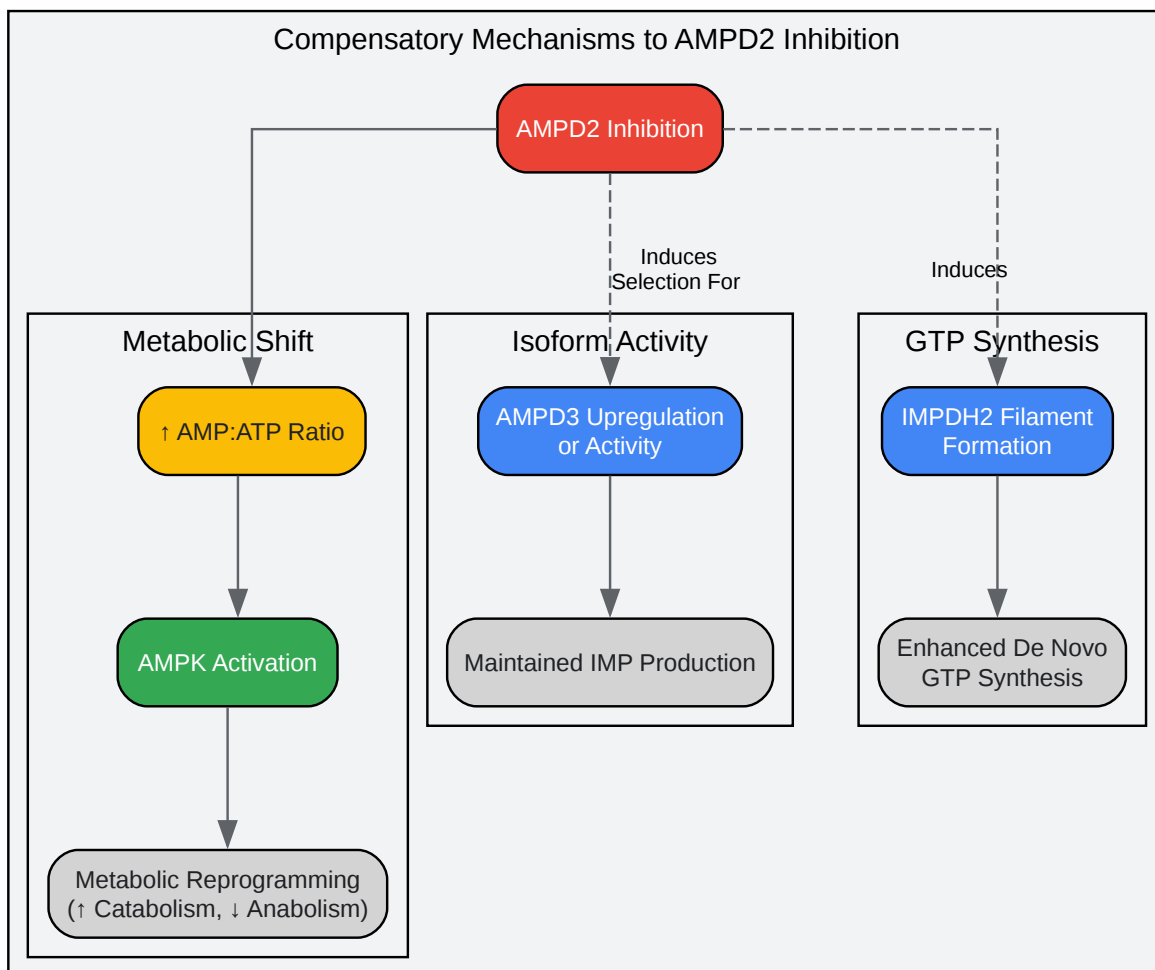 Compensatory Mechanisms to AMPD2 Inhibition
AMPD2 Inhibition
Induces
Selection For
Induces
Metabolic Shift
↑ AMP:ATP Ratio
AMPK Activation
Metabolic Reprogramming
(↑ Catabolism, ↓ Anabolism)
Isoform Activity
AMPD3 Upregulation
or Activity
Maintained IMP Production
GTP Synthesis
IMPDH2 Filament
Formation
Enhanced De Novo
GTP Synthesis